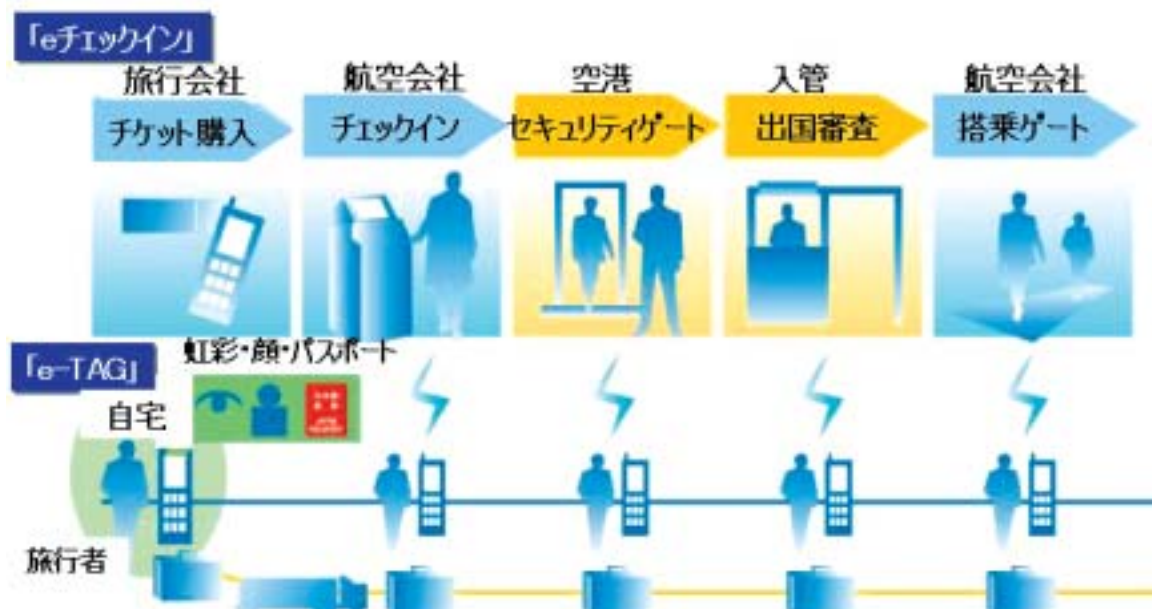 「eチェックイン」
旅行会社
航空会社
空港
入管
航空会社
チケット購入
チェックイン
セキュリティゲート
出国審査
搭乗ゲート
「e-TAG」
虹彩・顔・パスポート
自宅
旅行者